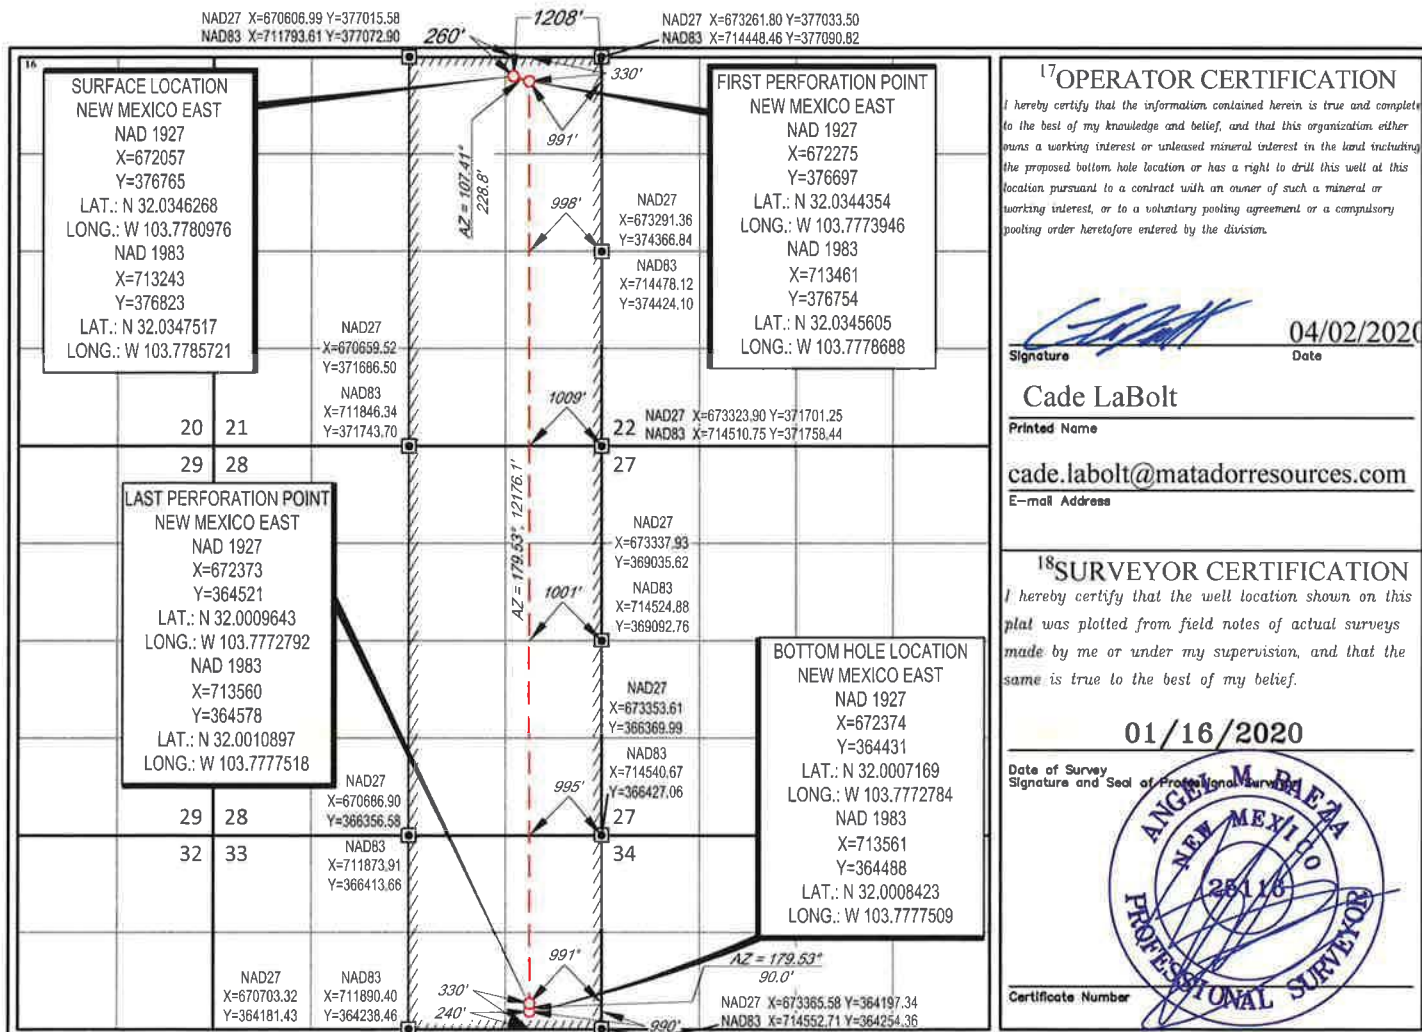 NAD27 X=670606.99 Y=377015.58
NAD83 X=711793.61 Y=377072.90
260'
1208'
NAD27 X=673261.80 Y=377033.50
NAD83 X=714448.46 Y=377090.82
16
SURFACE LOCATION
NEW MEXICO EAST
NAD 1927
X=672057
Y=376765
LAT.: N 32.0346268
LONG.: W 103.7780976
NAD 1983
X=713243
Y=376823
LAT.: N 32.0347517
LONG.: W 103.7785721
330'
991'
AZ = 107.41°
228.8'
FIRST PERFORATION POINT
NEW MEXICO EAST
NAD 1927
X=672275
Y=376697
LAT.: N 32.0344354
LONG.: W 103.7773946
NAD 1983
X=713461
Y=376754
LAT.: N 32.0345605
LONG.: W 103.7778688
998'
NAD27
X=673291.36
Y=374366.84
NAD83
X=714478.12
Y=374424.10
NAD27
X=670659.52
Y=371686.50
NAD83
X=711846.34
Y=371743.70
1009'
NAD27 X=673323.90 Y=371701.25
NAD83 X=714510.75 Y=371758.44
20 21
22
29 28
27
LAST PERFORATION POINT
NEW MEXICO EAST
NAD 1927
X=672373
Y=364521
LAT.: N 32.0009643
LONG.: W 103.7772792
NAD 1983
X=713560
Y=364578
LAT.: N 32.0010897
LONG.: W 103.7777518
AZ = 179.53°, 12176.1'
NAD27
X=673337.93
Y=369035.62
NAD83
X=714524.88
Y=369092.76
1001'
NAD27
X=673353.61
Y=366369.99
NAD83
X=714540.67
Y=366427.06
BOTTOM HOLE LOCATION
NEW MEXICO EAST
NAD 1927
X=672374
Y=364431
LAT.: N 32.0007169
LONG.: W 103.7772784
NAD 1983
X=713561
Y=364488
LAT.: N 32.0008423
LONG.: W 103.7777509
NAD27
X=670686.90
Y=366356.58
NAD83
X=711873.91
Y=366413.66
995'
29 28
27
32 33
34
991'
AZ = 179.53°
90.0'
330'
240'
990'
NAD27
X=670703.32
Y=364181.43
NAD83
X=711890.40
Y=364238.46
NAD27 X=673365.58 Y=364197.34
NAD83 X=714552.71 Y=364254.36
17 OPERATOR CERTIFICATION
I hereby certify that the information contained herein is true and complete
to the best of my knowledge and belief, and that this organization either
owns a working interest or unleased mineral interest in the land including
the proposed bottom hole location or has a right to drill this well at this
location pursuant to a contract with an owner of such a mineral or
working interest, or to a voluntary pooling agreement or a compulsory
pooling order heretofore entered by the division.
04/02/2020
Signature Date
Cade LaBolt
Printed Name
cade.labolt@matadorresources.com
E-mail Address
18 SURVEYOR CERTIFICATION
I hereby certify that the well location shown on this
plat was plotted from field notes of actual surveys
made by me or under my supervision, and that the
same is true to the best of my belief.
01/16/2020
Date of Survey
Signature and Seal of Professional Surveyor
ANGEL M. BAEZA
NEW MEXICO
25116
PROFESSIONAL SURVEYOR
Certificate Number